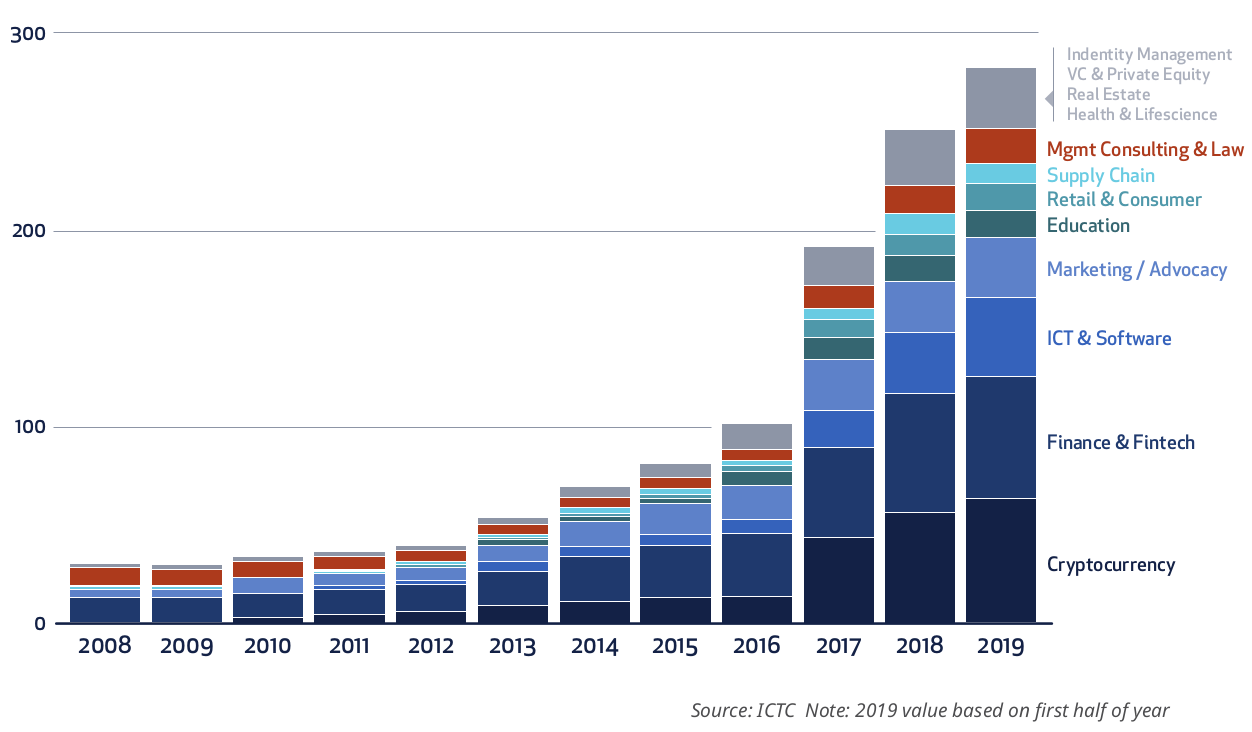 300
Indentity Management
VC & Private Equity
Real Estate
Health & Lifescience
Mgmt Consulting & Law
Supply Chain
Retail & Consumer
200
Education
Marketing / Advocacy
ICT & Software
100
Finance & Fintech
Cryptocurrency
0
2008 2009 2010 2011 2012 2013 2014 2015 2016 2017 2018 2019
Source: ICTC Note: 2019 value based on first half of year